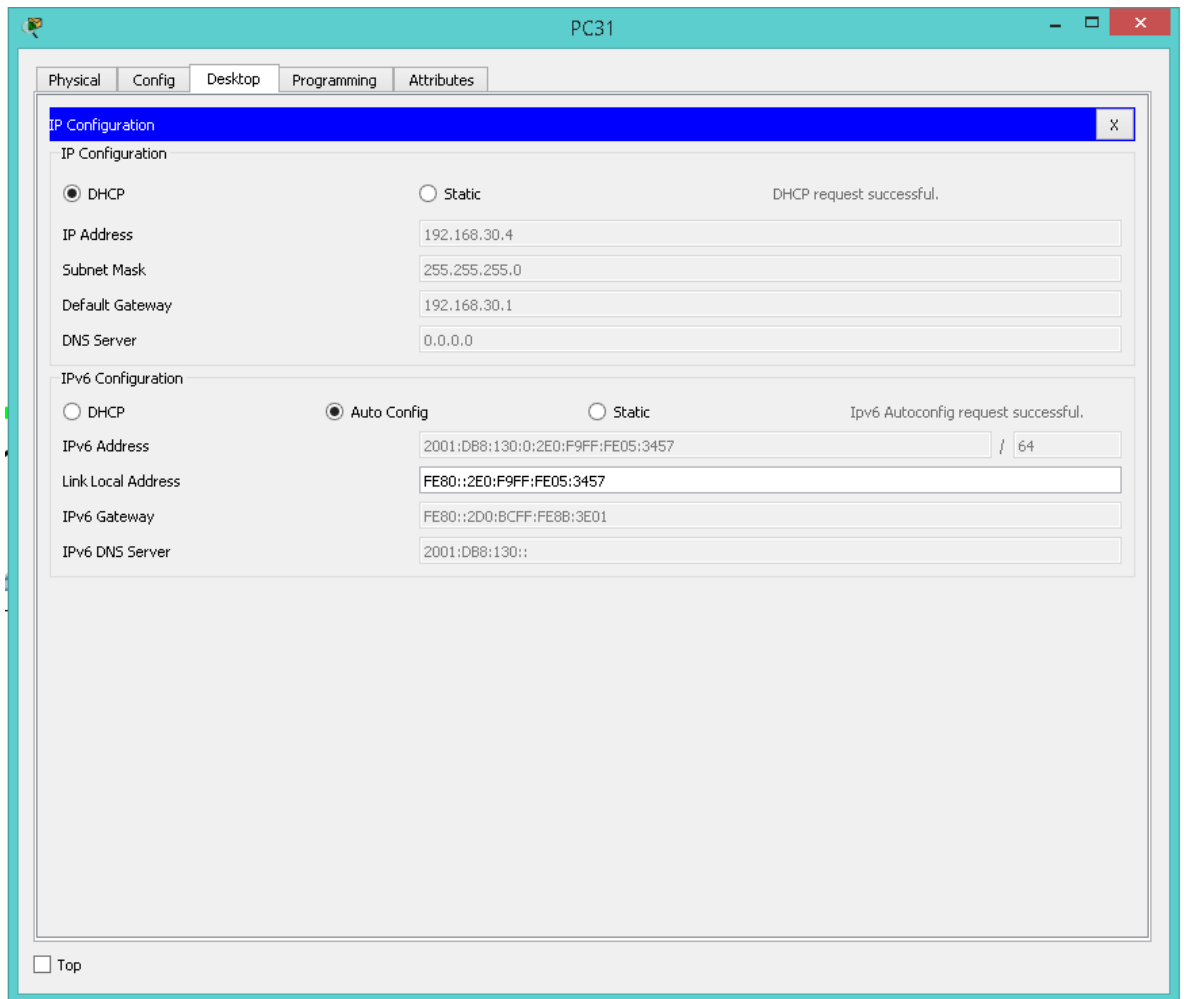 PC31
Physical Config Desktop Programming Attributes
IP Configuration X
IP Configuration
DHCP Static DHCP request successful.
IP Address 192.168.30.4
Subnet Mask 255.255.255.0
Default Gateway 192.168.30.1
DNS Server 0.0.0.0
IPv6 Configuration
DHCP Auto Config Static Ipv6 Autoconfig request successful.
IPv6 Address 2001:DB8:130:0:2E0:F9FF:FE05:3457 / 64
Link Local Address FE80::2E0:F9FF:FE05:3457
IPv6 Gateway FE80::2D0:BCFF:FE8B:3E01
IPv6 DNS Server 2001:DB8:130::
Top